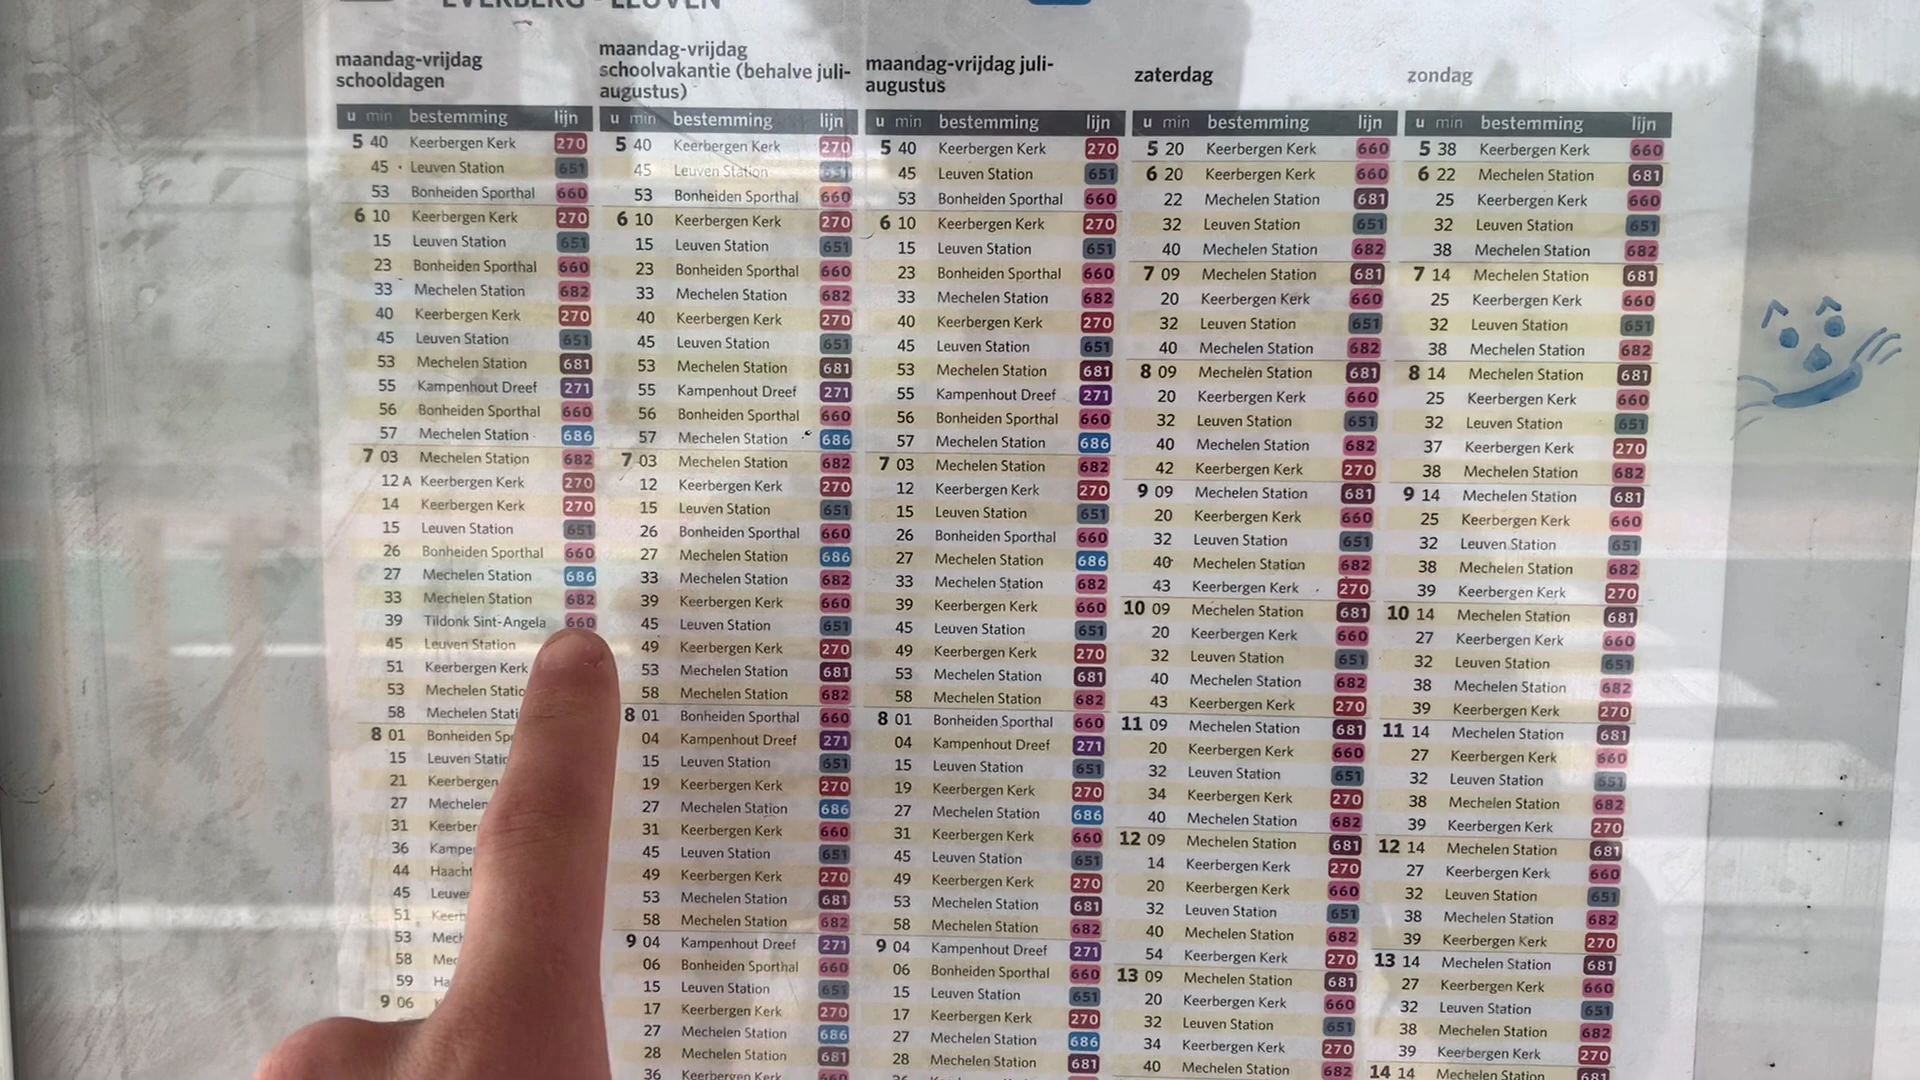 EVERBERG - LEUVEN
maandag-vrijdag
schooldagen
u min bestemming lijn
5 40 Keerbergen Kerk 270
45 Leuven Station 651
53 Bonheiden Sporthal 660
6 10 Keerbergen Kerk 270
15 Leuven Station 651
23 Bonheiden Sporthal 660
33 Mechelen Station 682
40 Keerbergen Kerk 270
45 Leuven Station 651
53 Mechelen Station 681
55 Kampenhout Dreef 271
56 Bonheiden Sporthal 660
57 Mechelen Station 686
7 03 Mechelen Station 682
12 A Keerbergen Kerk 270
14 Keerbergen Kerk 270
15 Leuven Station 651
26 Bonheiden Sporthal 660
27 Mechelen Station 686
33 Mechelen Station 682
39 Tildonk Sint-Angela 660
45 Leuven Station
51 Keerbergen Kerk
53 Mechelen
58 Mechelen
8 01 Bonheiden
15 Leuven
21 Keerbergen
27 Mechelen
31
36
44 Haacht
45
51
53
58
59
9 06
maandag-vrijdag
schoolvakantie (behalve juli-
augustus)
u min bestemming lijn
5 40 Keerbergen Kerk 270
45 Leuven Station 651
53 Bonheiden Sporthal 660
6 10 Keerbergen Kerk 270
15 Leuven Station 651
23 Bonheiden Sporthal 660
33 Mechelen Station 682
40 Keerbergen Kerk 270
45 Leuven Station 651
53 Mechelen Station 681
55 Kampenhout Dreef 271
56 Bonheiden Sporthal 660
57 Mechelen Station 686
7 03 Mechelen Station 682
12 Keerbergen Kerk 270
15 Leuven Station 651
26 Bonheiden Sporthal 660
27 Mechelen Station 686
33 Mechelen Station 682
39 Keerbergen Kerk 660
45 Leuven Station 651
49 Keerbergen Kerk 270
53 Mechelen Station 681
58 Mechelen Station 682
8 01 Bonheiden Sporthal 660
04 Kampenhout Dreef 271
15 Leuven Station 651
19 Keerbergen Kerk 270
27 Mechelen Station 686
31 Keerbergen Kerk 660
45 Leuven Station 651
49 Keerbergen Kerk 270
53 Mechelen Station 681
58 Mechelen Station 682
9 04 Kampenhout Dreef 271
06 Bonheiden Sporthal 660
15 Leuven Station 651
17 Keerbergen Kerk 270
27 Mechelen Station 686
28 Mechelen Station 681
36 Keerbergen Kerk 660
maandag-vrijdag juli-
augustus
u min bestemming lijn
5 40 Keerbergen Kerk 270
45 Leuven Station 651
53 Bonheiden Sporthal 660
6 10 Keerbergen Kerk 270
15 Leuven Station 651
23 Bonheiden Sporthal 660
33 Mechelen Station 682
40 Keerbergen Kerk 270
45 Leuven Station 651
53 Mechelen Station 681
55 Kampenhout Dreef 271
56 Bonheiden Sporthal 660
57 Mechelen Station 686
7 03 Mechelen Station 682
12 Keerbergen Kerk 270
15 Leuven Station 651
26 Bonheiden Sporthal 660
27 Mechelen Station 686
33 Mechelen Station 682
39 Keerbergen Kerk 660
45 Leuven Station 651
49 Keerbergen Kerk 270
53 Mechelen Station 681
58 Mechelen Station 682
8 01 Bonheiden Sporthal 660
04 Kampenhout Dreef 271
15 Leuven Station 651
19 Keerbergen Kerk 270
27 Mechelen Station 686
31 Keerbergen Kerk 660
45 Leuven Station 651
49 Keerbergen Kerk 270
53 Mechelen Station 681
58 Mechelen Station 682
9 04 Kampenhout Dreef 271
06 Bonheiden Sporthal 660
15 Leuven Station 651
17 Keerbergen Kerk 270
27 Mechelen Station 686
28 Mechelen Station 681
zaterdag
u min bestemming lijn
5 20 Keerbergen Kerk 660
6 20 Keerbergen Kerk 660
22 Mechelen Station 681
32 Leuven Station 651
40 Mechelen Station 682
7 09 Mechelen Station 681
20 Keerbergen Kerk 660
32 Leuven Station 651
40 Mechelen Station 682
8 09 Mechelen Station 681
20 Keerbergen Kerk 660
32 Leuven Station 651
40 Mechelen Station 682
42 Keerbergen Kerk 270
9 09 Mechelen Station 681
20 Keerbergen Kerk 660
32 Leuven Station 651
40 Mechelen Station 682
43 Keerbergen Kerk 270
10 09 Mechelen Station 681
20 Keerbergen Kerk 660
32 Leuven Station 651
40 Mechelen Station 682
43 Keerbergen Kerk 270
11 09 Mechelen Station 681
20 Keerbergen Kerk 660
32 Leuven Station 651
34 Keerbergen Kerk 270
40 Mechelen Station 682
12 09 Mechelen Station 681
14 Keerbergen Kerk 270
20 Keerbergen Kerk 660
32 Leuven Station 651
40 Mechelen Station 682
54 Keerbergen Kerk 270
13 09 Mechelen Station 681
20 Keerbergen Kerk 660
32 Leuven Station 651
34 Keerbergen Kerk 270
40 Mechelen Station 682
zondag
u min bestemming lijn
5 38 Keerbergen Kerk 660
6 22 Mechelen Station 681
25 Keerbergen Kerk 660
32 Leuven Station 651
38 Mechelen Station 682
7 14 Mechelen Station 681
25 Keerbergen Kerk 660
32 Leuven Station 651
38 Mechelen Station 682
8 14 Mechelen Station 681
25 Keerbergen Kerk 660
32 Leuven Station 651
37 Keerbergen Kerk 270
38 Mechelen Station 682
9 14 Mechelen Station 681
25 Keerbergen Kerk 660
32 Leuven Station 651
38 Mechelen Station 682
39 Keerbergen Kerk 270
10 14 Mechelen Station 681
27 Keerbergen Kerk 660
32 Leuven Station 651
38 Mechelen Station 682
39 Keerbergen Kerk 270
11 14 Mechelen Station 681
27 Keerbergen Kerk 660
32 Leuven Station 651
38 Mechelen Station 682
39 Keerbergen Kerk 270
12 14 Mechelen Station 681
27 Keerbergen Kerk 660
32 Leuven Station 651
38 Mechelen Station 682
39 Keerbergen Kerk 270
13 14 Mechelen Station 681
27 Keerbergen Kerk 660
32 Leuven Station 651
38 Mechelen Station 682
39 Keerbergen Kerk 270
14 14 Mechelen Station 681